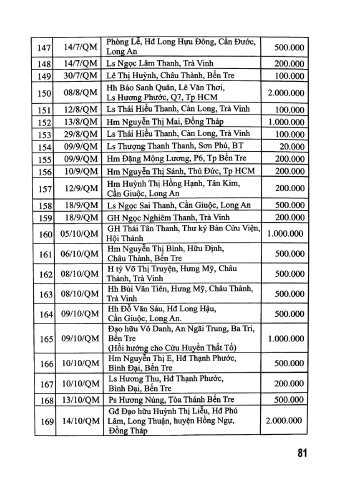 147 14/7/QM Phòng Lễ, Hđ Long Hựu Đông, Cần Đước, Long An 500.000
148 14/7/QM Ls Ngọc Lâm Thanh, Trà Vinh 200.000
149 30/7/QM Lê Thị Huỳnh, Châu Thành, Bến Tre 100.000
150 08/8/QM Hh Bảo Sanh Quân, Lê Văn Thơi,
Ls Hương Phước, Q7, Tp HCM 2.000.000
151 12/8/QM Ls Thái Hiếu Thanh, Càn Long, Trà Vinh 100.000
152 13/8/QM Hm Nguyễn Thị Mai, Đồng Tháp 1.000.000
153 29/8/QM Ls Thái Hiếu Thanh, Càn Long, Trà Vinh 100.000
154 09/9/QM Ls Thượng Thanh Thanh, Sơn Phú, BT 20.000
155 09/9/QM Hm Đặng Mộng Lương, P6, Tp Bến Tre 200.000
156 10/9/QM Hm Nguyễn Thị Sánh, Thủ Đức, Tp HCM 200.000
157 12/9/QM Hm Huỳnh Thị Hồng Hạnh, Tân Kim,
Cần Giuộc, Long An 200.000
158 18/9/QM Ls Ngọc Sai Thanh, Cần Giuộc, Long An 500.000
159 18/9/QM GH Ngọc Nghiêm Thanh, Trà Vinh 200.000
160 05/10/QM GH Thái Tân Thanh, Thư ký Ban Cứu Viện,
Hội Thánh 1.000.000
161 06/10/QM Hm Nguyễn Thị Bình, Hữu Định,
Châu Thành, Bến Tre 500.000
162 08/10/QM H tỷ Võ Thị Truyện, Hưng Mỹ, Châu
Thành, Trà Vinh 500.000
163 08/10/QM Hh Bùi Văn Tiên, Hưng Mỹ, Châu Thành,
Trà Vinh 500.000
164 09/10/QM Hh Đỗ Văn Sáu, Hđ Long Hậu,
Cần Giuộc, Long An. 500.000
165 09/10/QM Đạo hữu Vô Danh, An Ngãi Trung, Ba Tri,
Bến Tre
(Hồi hướng cho Cửu Huyền Thất Tổ) 1.000.000
166 10/10/QM Hm Nguyễn Thị E, Hđ Thạnh Phước,
Bình Đại, Bến Tre 500.000
167 10/10/QM Ls Hương Thu, Hđ Thạnh Phước,
Bình Đại, Bến Tre 200.000
168 13/10/QM Ps Hương Núng, Tòa Thánh Bến Tre 500.000
169 14/10/QM Gđ Đạo hữu Huỳnh Thị Liễu, Hđ Phú
Lâm, Long Thuận, huyện Hồng Ngự,
Đồng Tháp 2.000.000
81